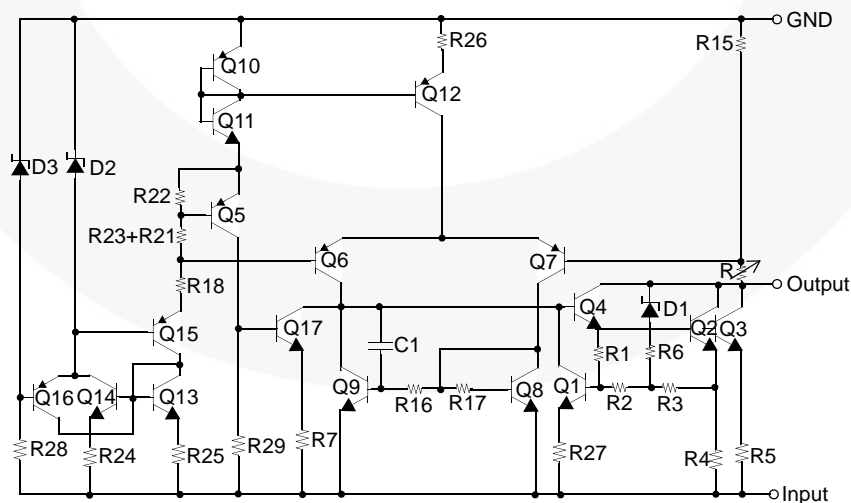 GND
R26
R15
Q10
Q12
Q11
D3
D2
R22
Q5
R23+R21
Q6
Q7
R
R18
Output
Q4
D1
Q2
Q3
Q15
Q17
C1
R1
R6
Q16
Q14
Q13
Q9
Q8
Q1
R16
R17
R2
R3
R28
R24
R25
R29
R7
R27
R4
R5
Input